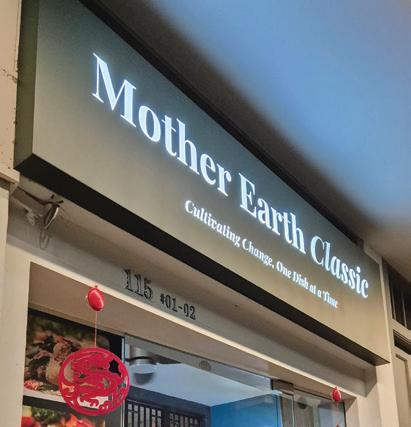 Mother Earth Classic
Cultivating Change, One Dish at a Time
115 #01-02